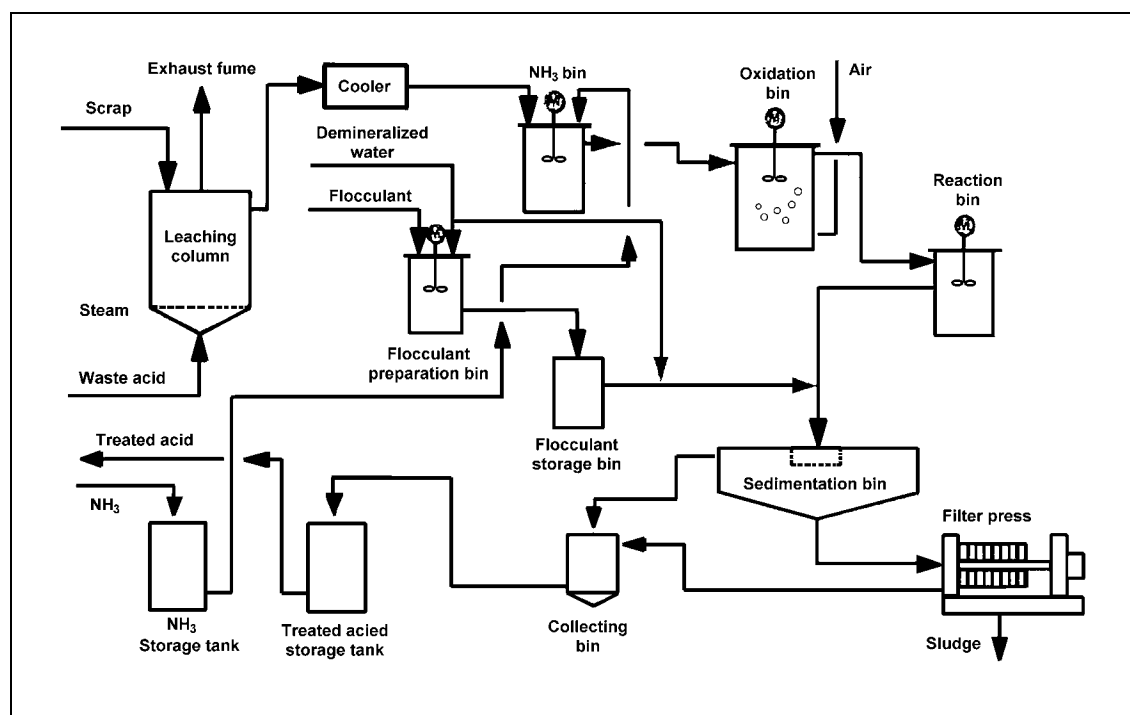 Exhaust fume
Scrap
Cooler
NH₃ bin
Oxidation
bin
Air
Demineralized
water
Flocculant
Reaction
bin
Leaching
column
Steam
Waste acid
M
M
M
M
Flocculant
preparation bin
Flocculant
storage bin
Treated acid
NH₃
Sedimentation bin
Filter press
NH₃
Storage tank
Treated acied
storage tank
Collecting
bin
Sludge